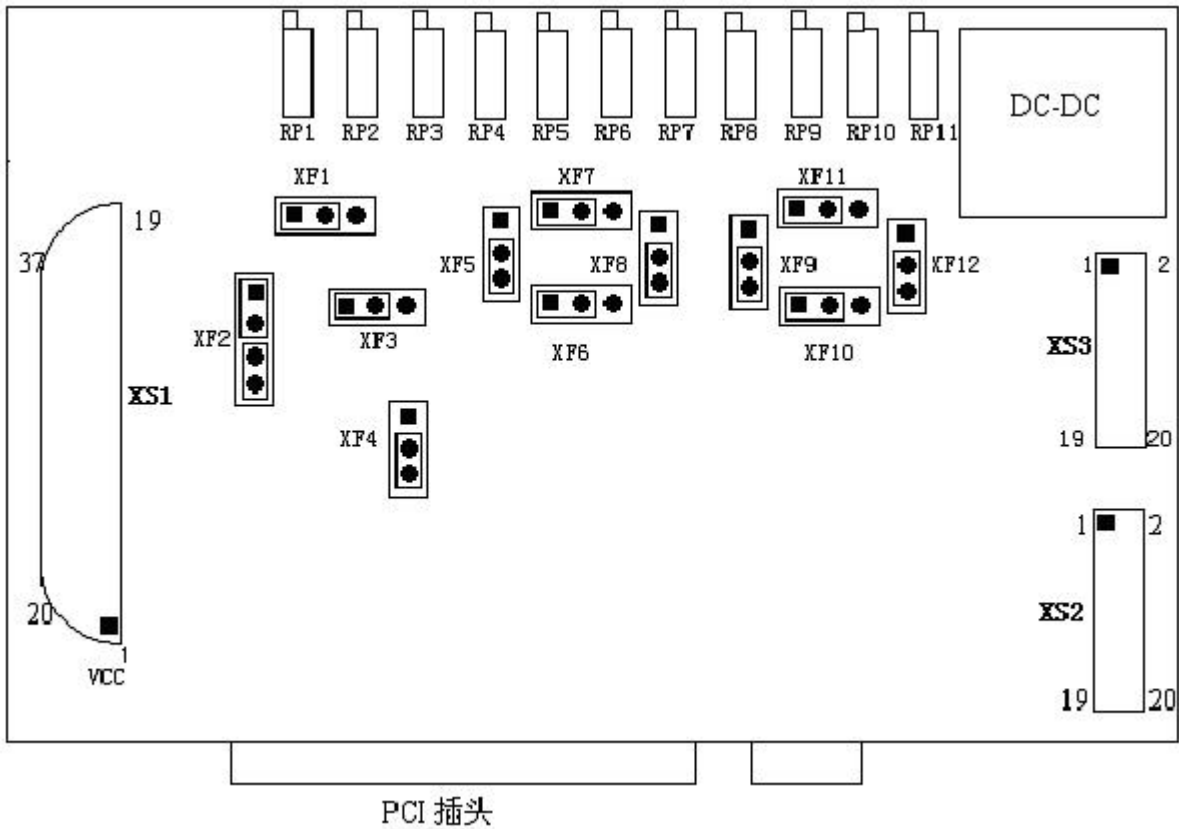 RP1 RP2 RP3 RP4 RP5 RP6 RP7 RP8 RP9 RP10 RP11
DC-DC
XF1
XF7
XF11
19
37
XF5
XF8
XF9
XF12
1
2
XF2
XF3
XF6
XF10
XS3
XS1
XF4
19
20
1
2
XS2
20
1
VCC
19
20
PCI 插头